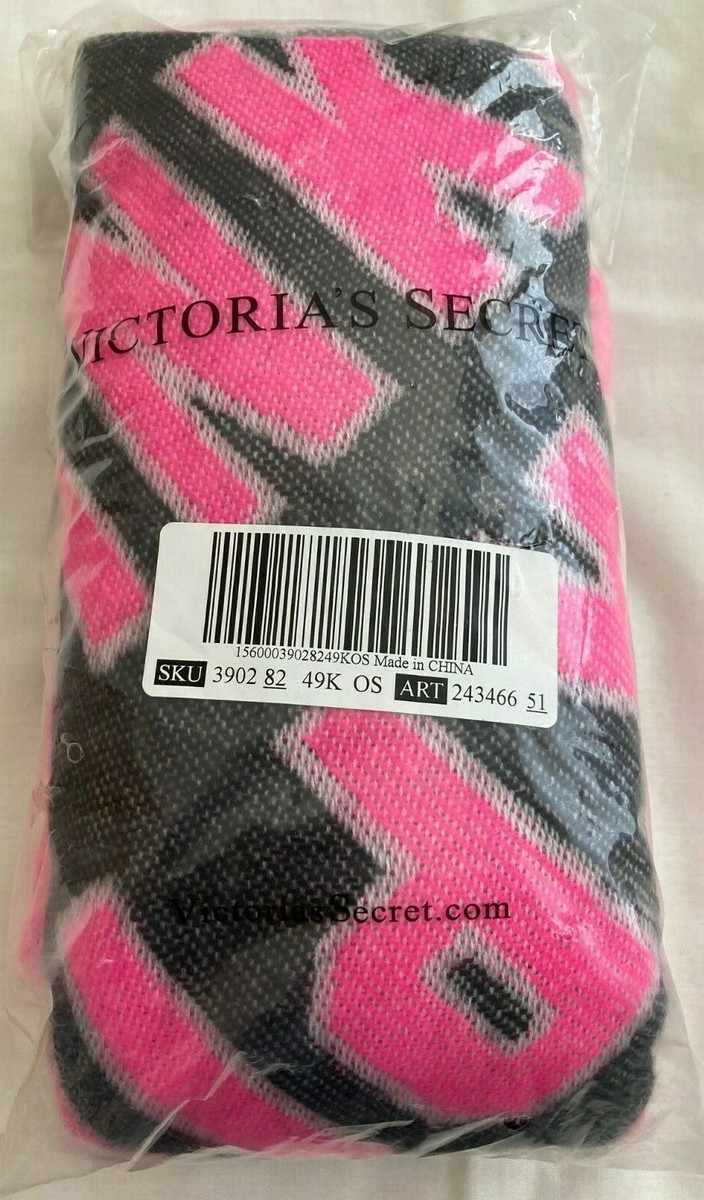 VICTORIA'S SECRET
15600039028249KOS Made in CHINA
SKU 3902 82 49K OS ART 243466 51
VictoriasSecret.com